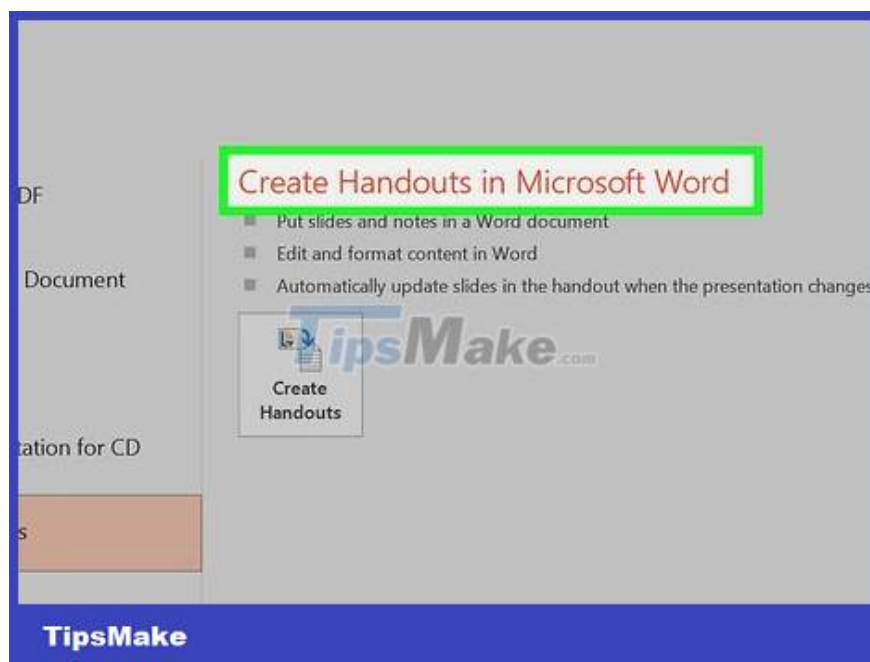 Create Handouts in Microsoft Word
Put slides and notes in a Word document
Edit and format content in Word
Automatically update slides in the handout when the presentation changes
TipsMake.com
Create
Handouts
DF
Document
tation for CD
s
TipsMake